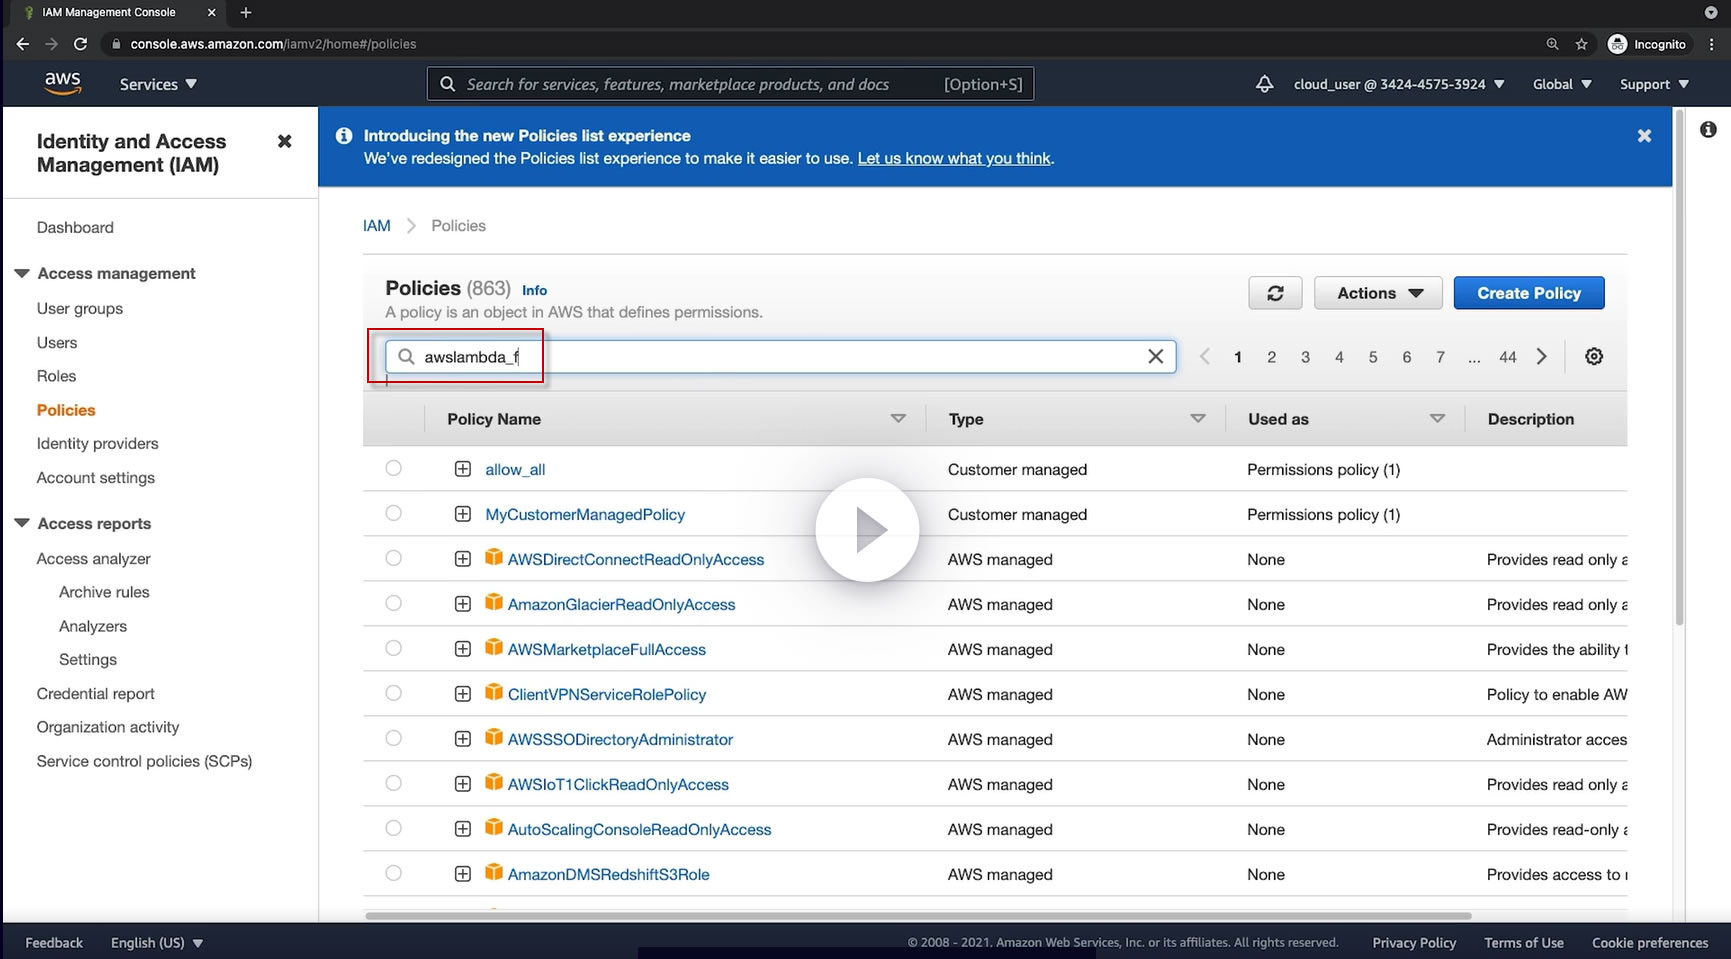 IAM Management Console
console.aws.amazon.com/iamv2/home#/policies
Incognito
aws
Services
Search for services, features, marketplace products, and docs [Option+S]
cloud_user @ 3424-4575-3924
Global
Support
Identity and Access
Management (IAM)
Dashboard
Access management
User groups
Users
Roles
Policies
Identity providers
Account settings
Access reports
Access analyzer
Archive rules
Analyzers
Settings
Credential report
Organization activity
Service control policies (SCPs)
Introducing the new Policies list experience
We've redesigned the Policies list experience to make it easier to use. Let us know what you think.
IAM > Policies
Policies (863) Info
A policy is an object in AWS that defines permissions.
Actions
Create Policy
awslambda_f
1 2 3 4 5 6 7 ... 44
Policy Name Type Used as Description
allow_all Customer managed Permissions policy (1)
MyCustomerManagedPolicy Customer managed Permissions policy (1)
AWSDirectConnectReadOnlyAccess AWS managed None Provides read only a
AmazonGlacierReadOnlyAccess AWS managed None Provides read only a
AWSMarketplaceFullAccess AWS managed None Provides the ability t
ClientVPNServiceRolePolicy AWS managed None Policy to enable AW
AWSSSODirectoryAdministrator AWS managed None Administrator acces
AWSIoT1ClickReadOnlyAccess AWS managed None Provides read only a
AutoScalingConsoleReadOnlyAccess AWS managed None Provides read-only a
AmazonDMSRedshiftS3Role AWS managed None Provides access to
Feedback English (US) © 2008 - 2021, Amazon Web Services, Inc. or its affiliates. All rights reserved. Privacy Policy Terms of Use Cookie preferences